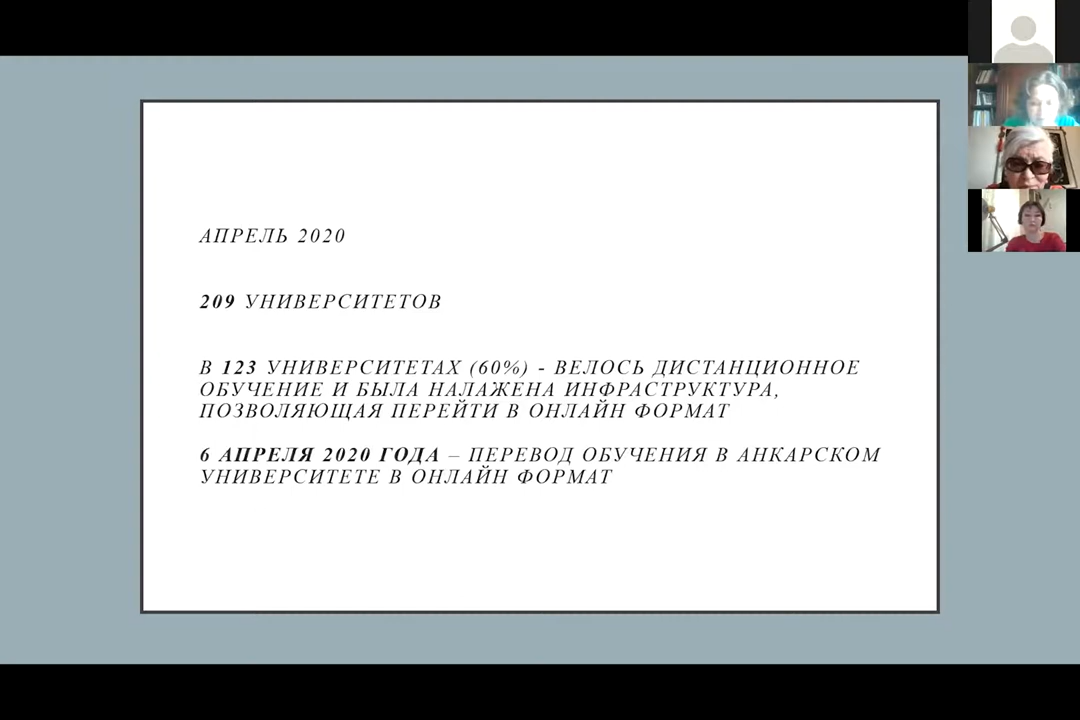 АПРЕЛЬ 2020
209 УНИВЕРСИТЕТОВ
В 123 УНИВЕРСИТЕТАХ (60%) - ВЕЛОСЬ ДИСТАНЦИОННОЕ
ОБУЧЕНИЕ И БЫЛА НАЛАЖЕНА ИНФРАСТРУКТУРА,
ПОЗВОЛЯЮЩАЯ ПЕРЕЙТИ В ОНЛАЙН ФОРМАТ
6 АПРЕЛЯ 2020 ГОДА – ПЕРЕВОД ОБУЧЕНИЯ В АНКАРСКОМ
УНИВЕРСИТЕТЕ В ОНЛАЙН ФОРМАТ